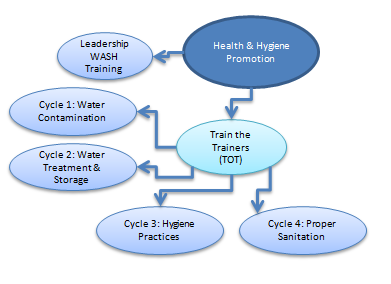 Leadership
WASH
Training
Health & Hygiene
Promotion
Cycle 1: Water
Contamination
Train the
Trainers
(TOT)
Cycle 2: Water
Treatment &
Storage
Cycle 3: Hygiene
Practices
Cycle 4: Proper
Sanitation